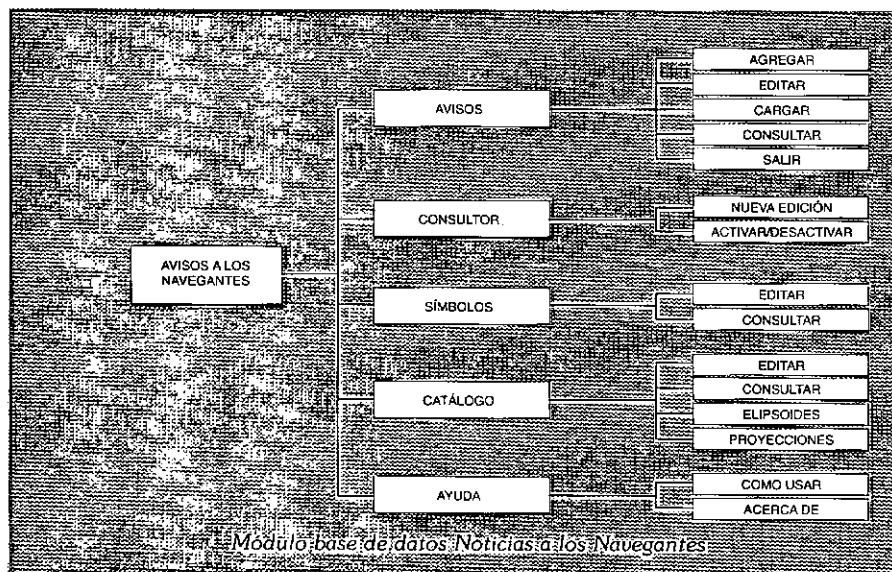 AVISOS A LOS
NAVEGANTES
AVISOS
AGREGAR
EDITAR
CARGAR
CONSULTAR
SALIR
CONSULTOR
NUEVA EDICIÓN
ACTIVAR/DESACTIVAR
SÍMBOLOS
EDITAR
CONSULTAR
CATÁLOGO
EDITAR
CONSULTAR
ELIPSOIDES
PROYECCIONES
AYUDA
COMO USAR
ACERCA DE
Módulo base de datos Noticias a los Navegantes